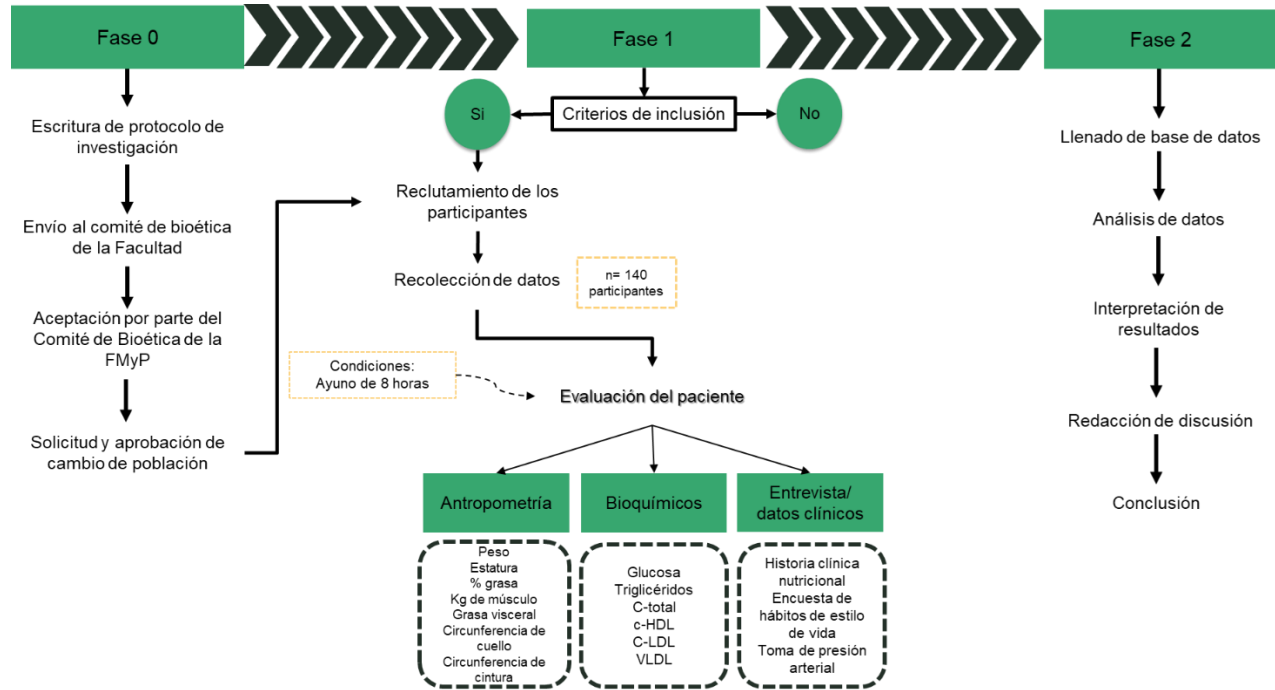 Fase 0
Escritura de protocolo de
investigación
Envío al comité de bioética
de la Facultad
Aceptación por parte del
Comité de Bioética de la
FMyP
Solicitud y aprobación de
cambio de población
Fase 1
Criterios de inclusión
Si
No
Reclutamiento de los
participantes
Recolección de datos
n= 140
participantes
Condiciones:
Ayuno de 8 horas
Evaluación del paciente
Antropometría
Peso
Estatura
% grasa
Kg de músculo
Grasa visceral
Circunferencia de
cuello
Circunferencia de
cintura
Bioquímicos
Glucosa
Triglicéridos
C-total
c-HDL
C-LDL
VLDL
Entrevista/
datos clínicos
Historia clínica
nutricional
Encuesta de
hábitos de estilo
de vida
Toma de presión
arterial
Fase 2
Llenado de base de datos
Análisis de datos
Interpretación de
resultados
Redacción de discusión
Conclusión